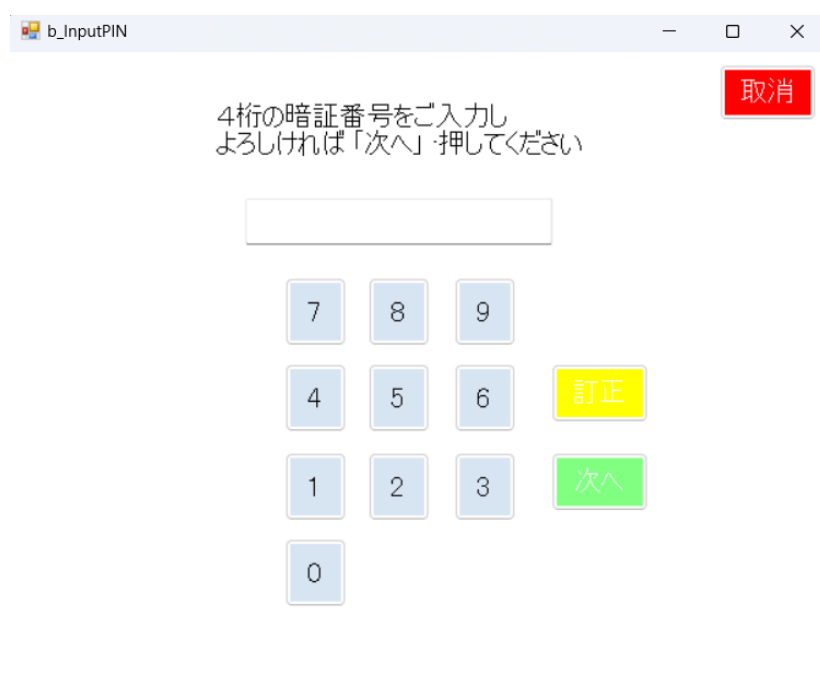 b_InputPIN
取消
4桁の暗証番号をご入力し
よろしければ「次へ」押してください
7 8 9
4 5 6 訂正
1 2 3 次へ
0